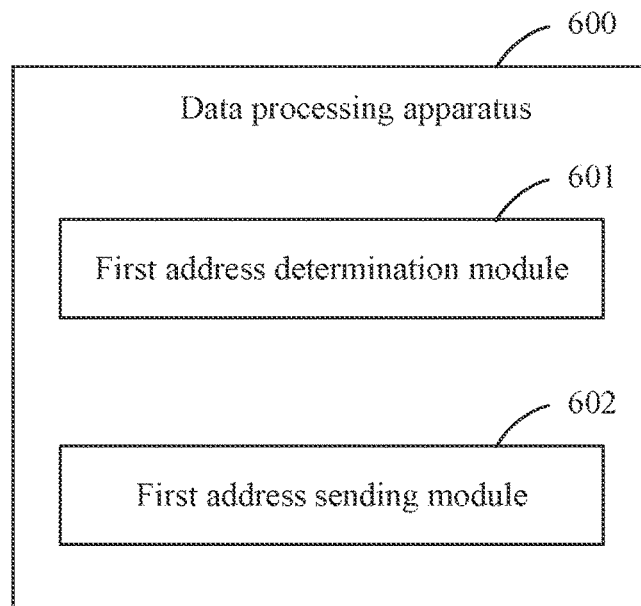 600
Data processing apparatus
601
First address determination module
602
First address sending module